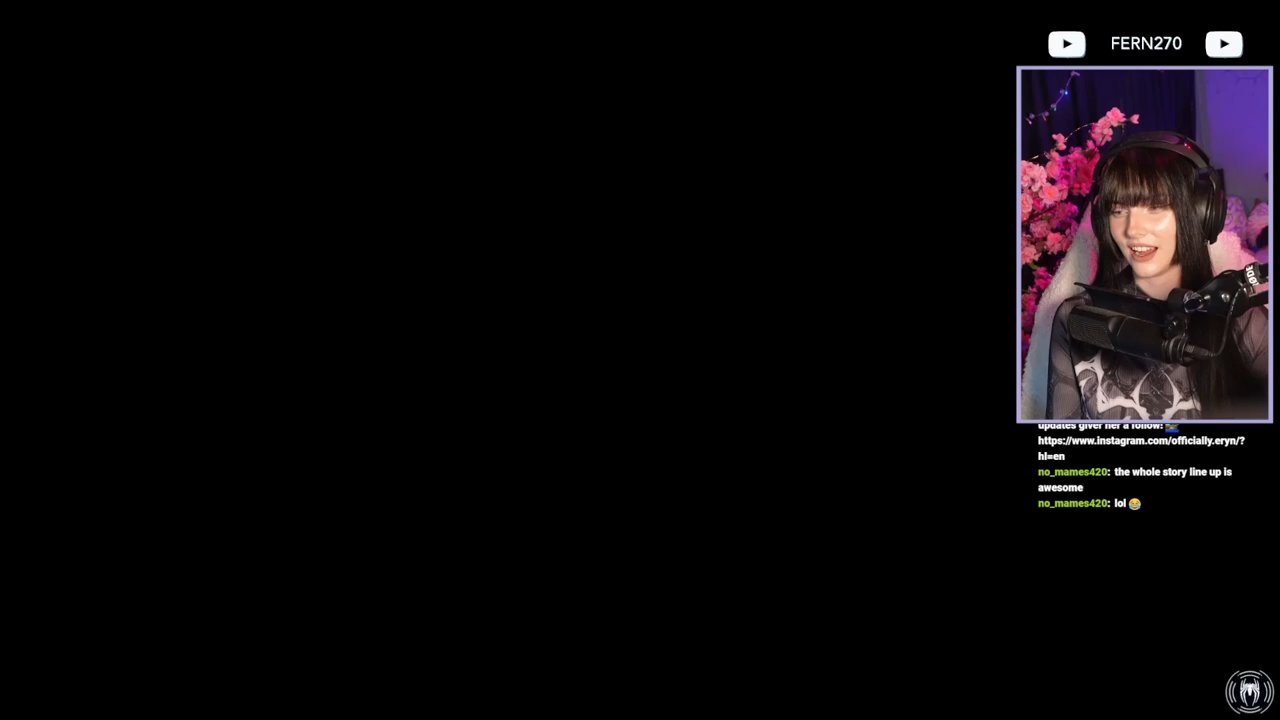 FERN270
updates giver her a follow!
https://www.instagram.com/officially.eryn/?
hl=en
no_mames420: the whole story line up is
awesome
no_mames420: lol 😂